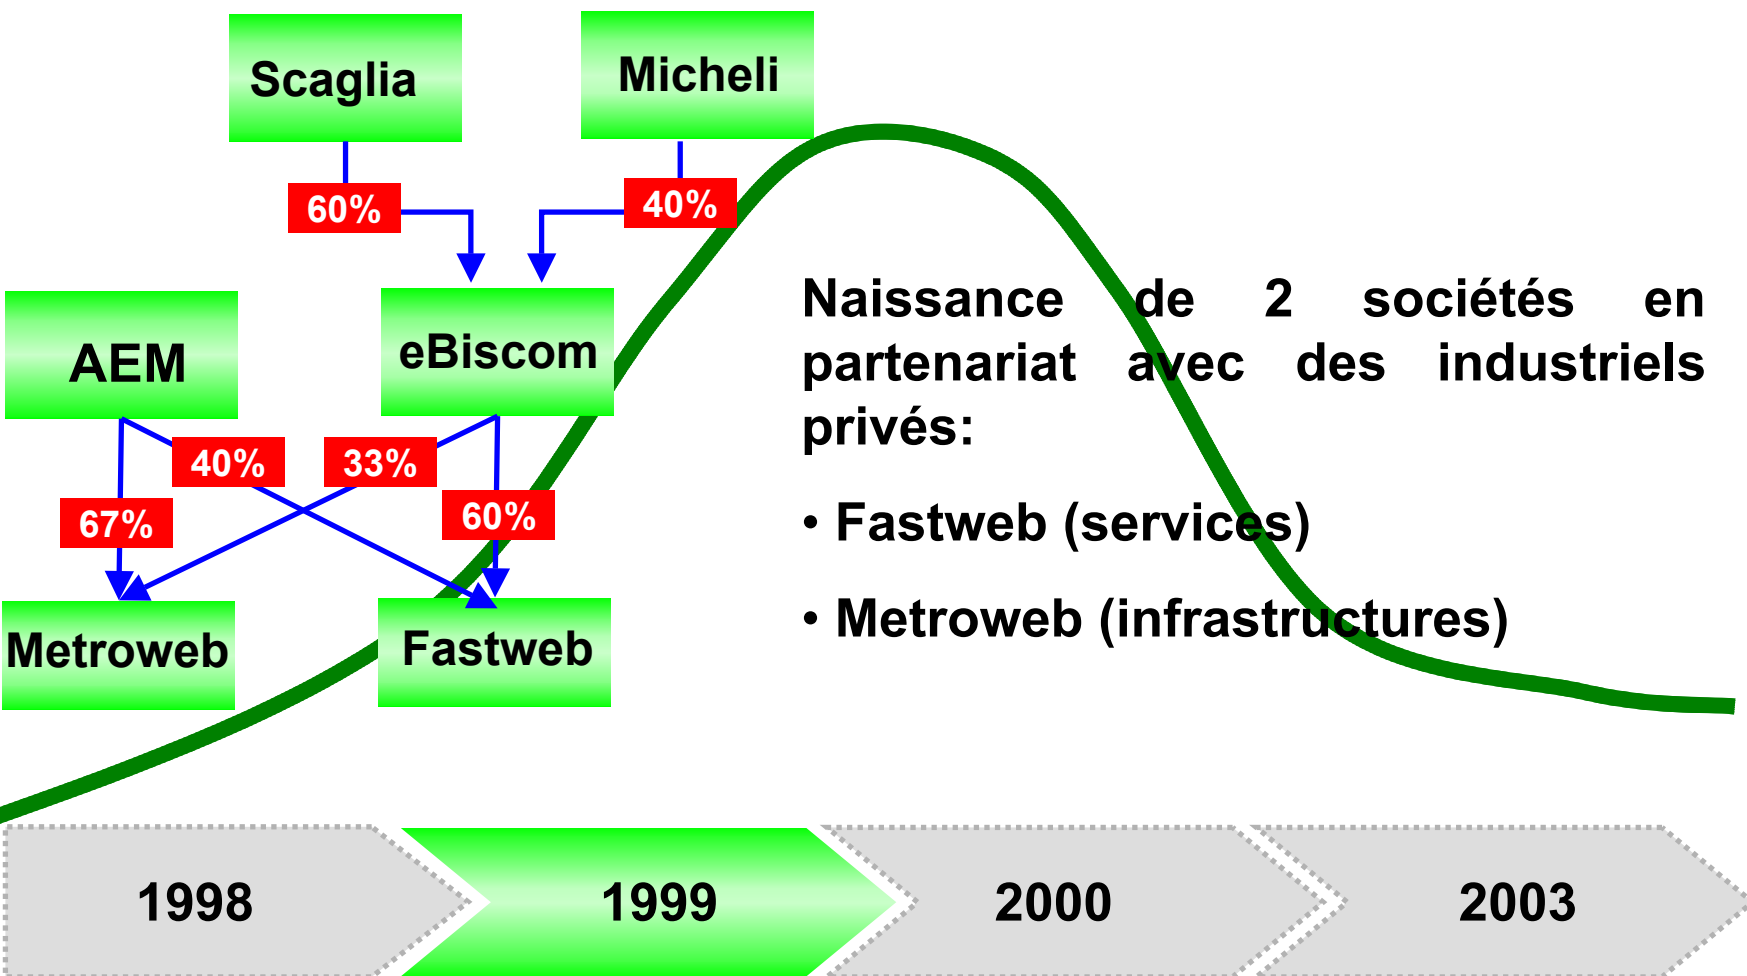 Scaglia
Micheli
60%
40%
AEM
eBiscom
40%
33%
67%
60%
Metroweb
Fastweb
Naissance de 2 sociétés en
partenariat avec des industriels
privés:
• Fastweb (services)
• Metroweb (infrastructures)
1998
1999
2000
2003